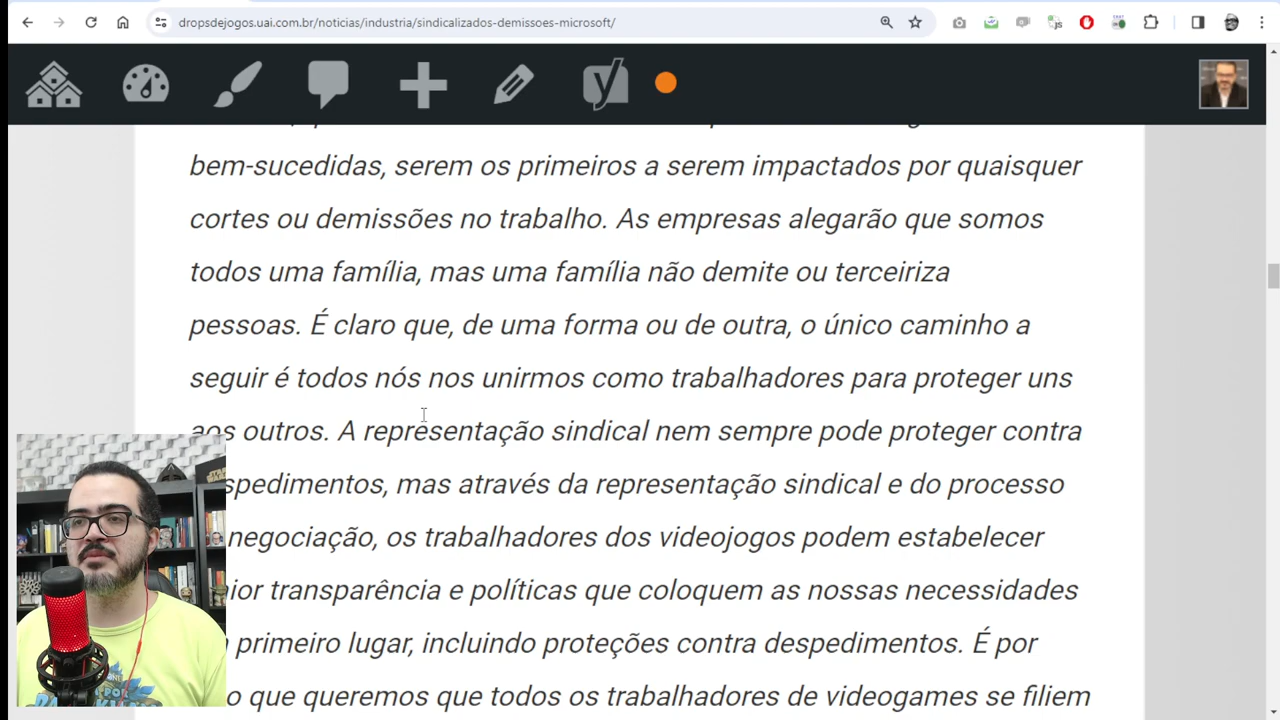 dropsdejogos.uai.com.br/noticias/industria/sindicalizados-demissoes-microsoft/
bem-sucedidas, serem os primeiros a serem impactados por quaisquer
cortes ou demissões no trabalho. As empresas alegarão que somos
todos uma família, mas uma família não demite ou terceiriza
pessoas. É claro que, de uma forma ou de outra, o único caminho a
seguir é todos nós nos unirmos como trabalhadores para proteger uns
aos outros. A representação sindical nem sempre pode proteger contra
spedimentos, mas através da representação sindical e do processo
negociação, os trabalhadores dos videojogos podem estabelecer
aior transparência e políticas que coloquem as nossas necessidades
primeiro lugar, incluindo proteções contra despedimentos. É por
o que queremos que todos os trabalhadores de videogames se filiem